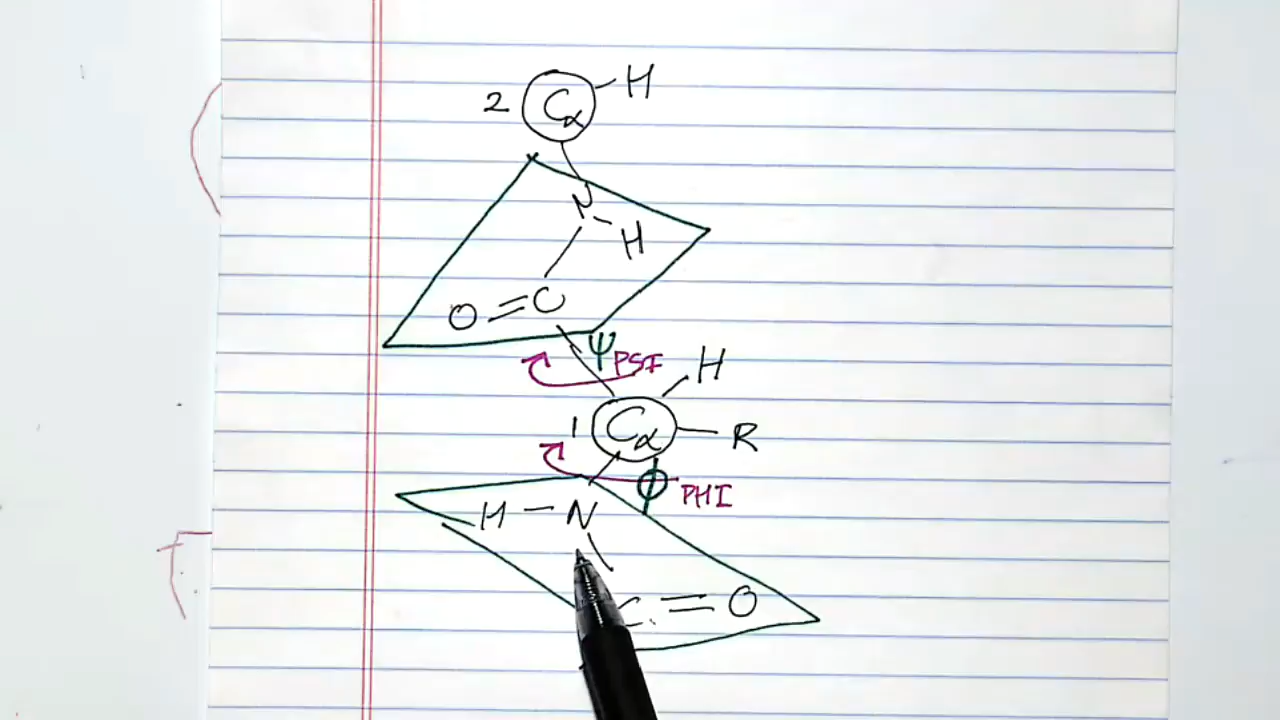 2 Cα -H
N
H
O=C
Ψ PSI
H
1 Cα - R
Φ PHI
H - N
C=O